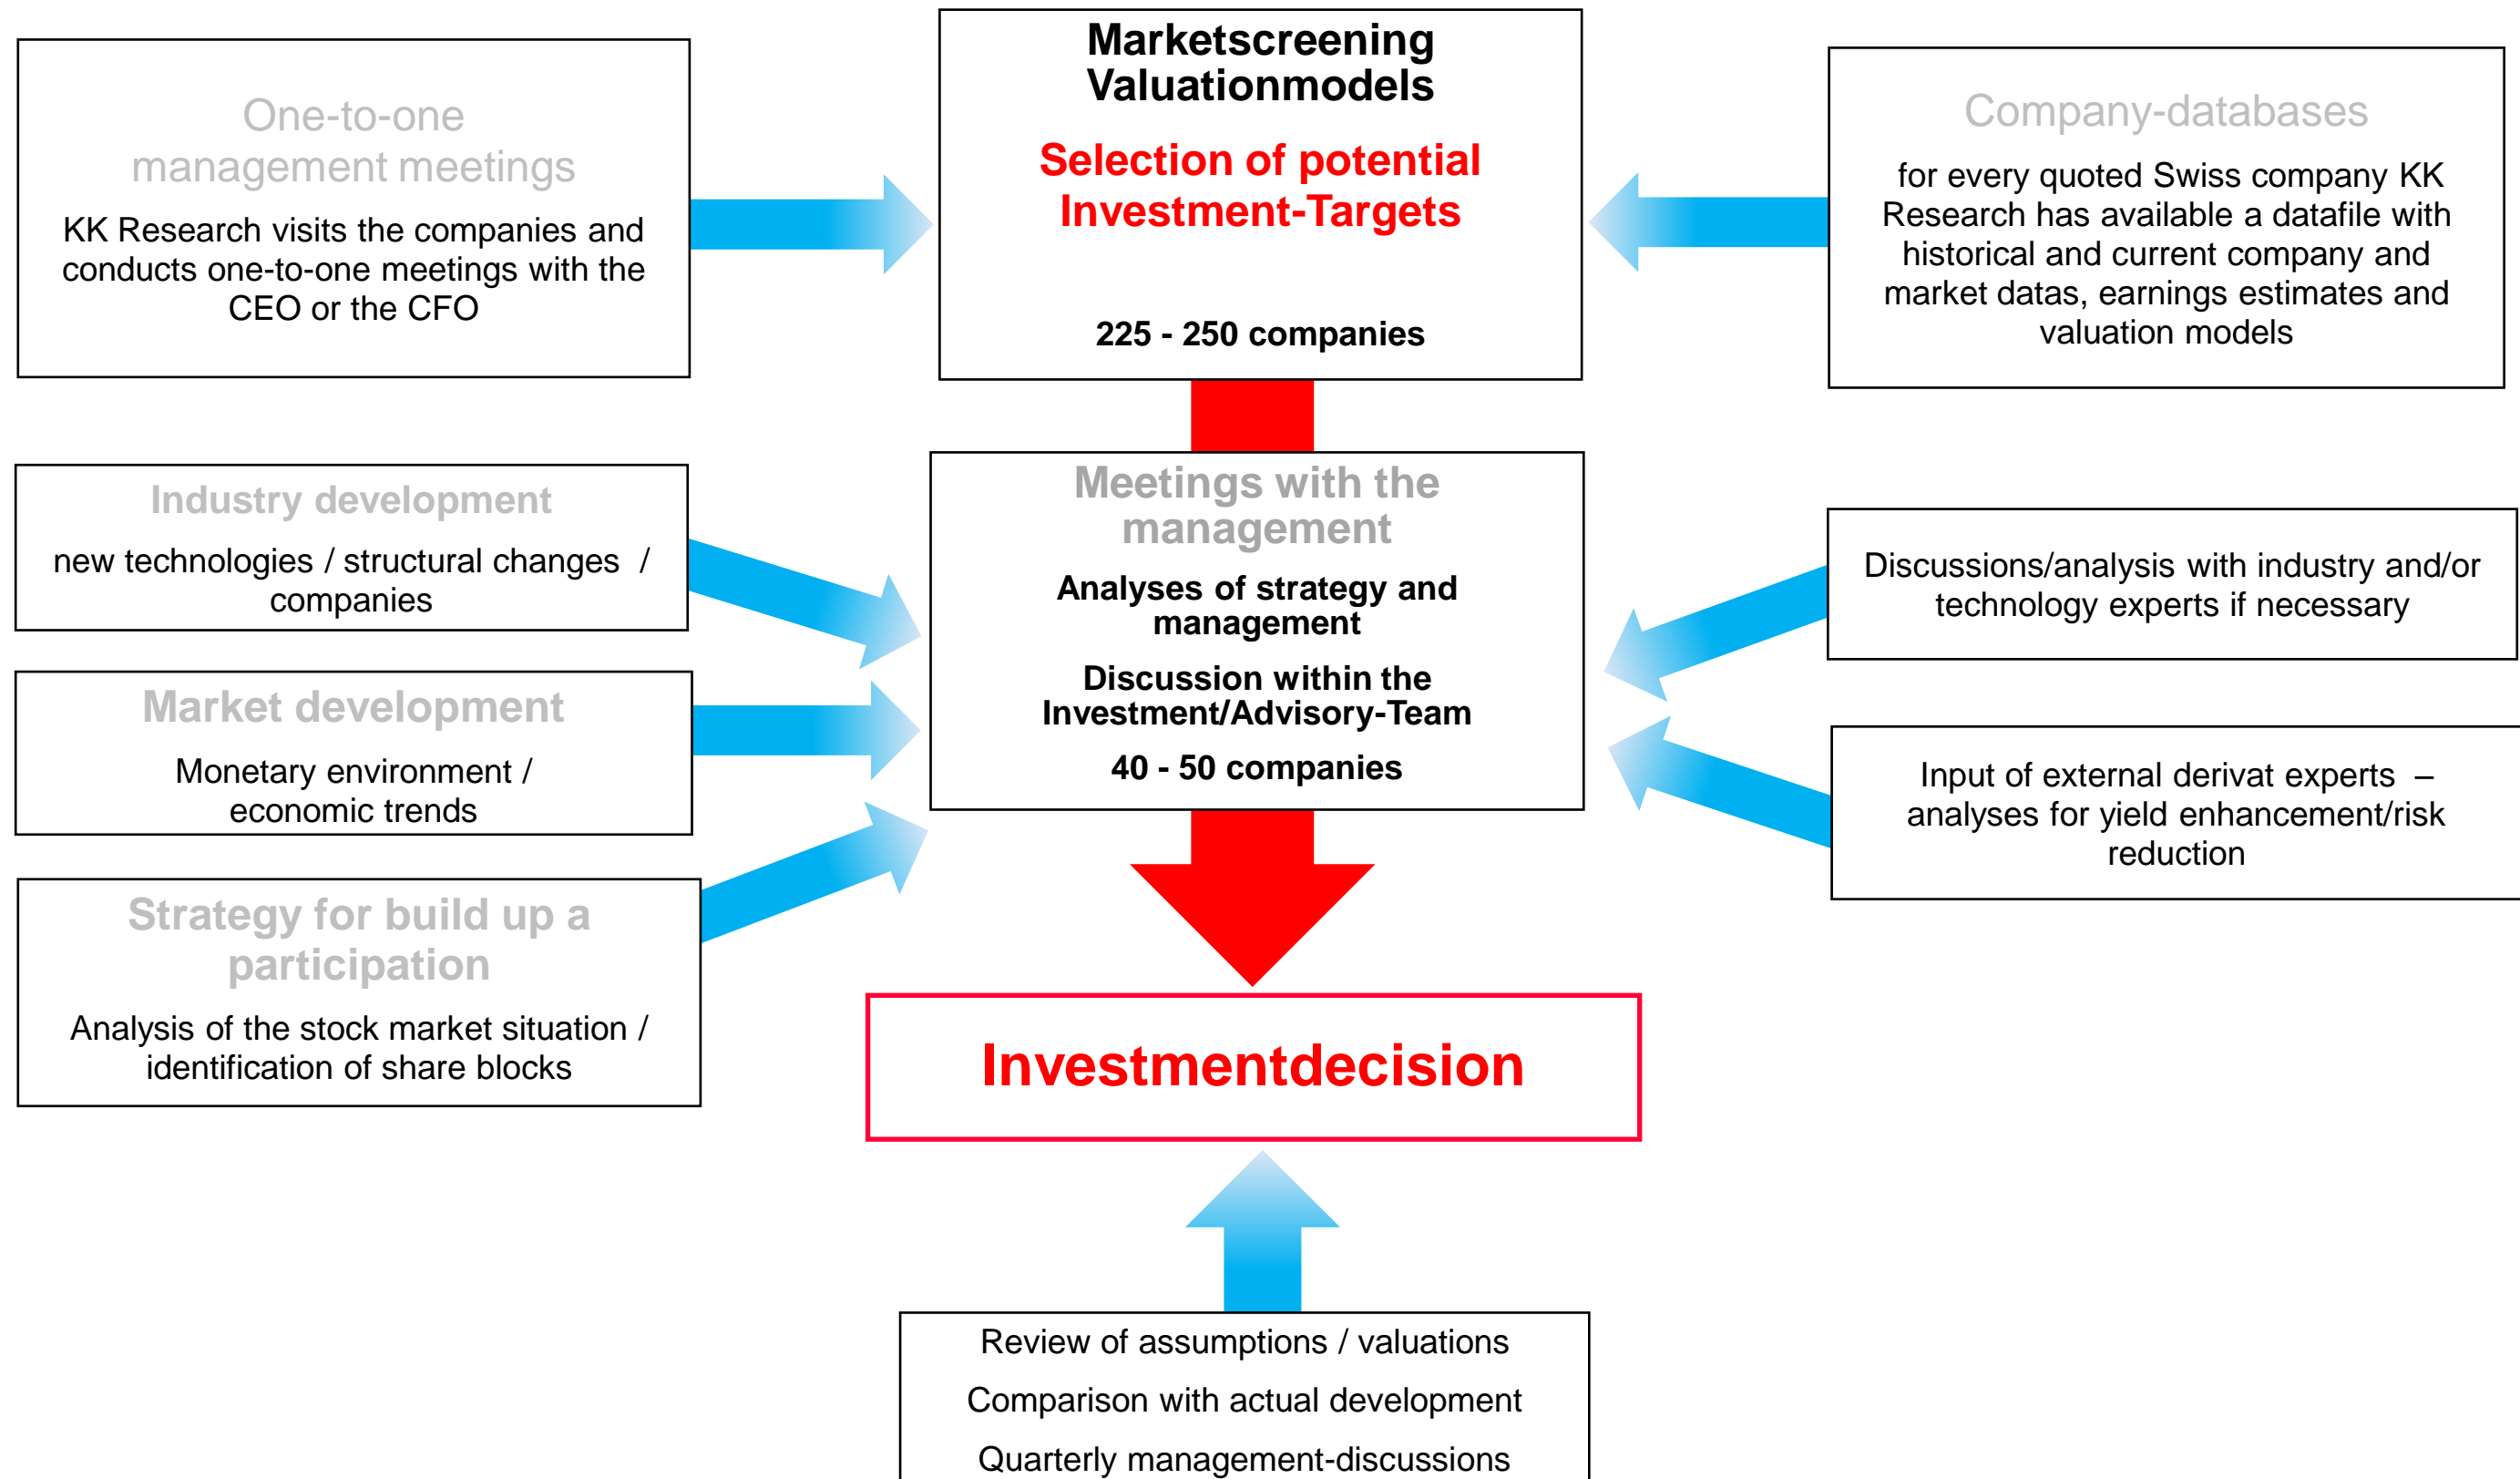 One-to-one
management meetings
KK Research visits the companies and
conducts one-to-one meetings with the
CEO or the CFO
Marketscreening
Valuationmodels
Selection of potential
Investment-Targets
225 - 250 companies
Company-databases
for every quoted Swiss company KK
Research has available a datafile with
historical and current company and
market datas, earnings estimates and
valuation models
Industry development
new technologies / structural changes /
companies
Market development
Monetary environment /
economic trends
Strategy for build up a
participation
Analysis of the stock market situation /
identification of share blocks
Meetings with the
management
Analyses of strategy and
management
Discussion within the
Investment/Advisory-Team
40 - 50 companies
Discussions/analysis with industry and/or
technology experts if necessary
Input of external derivat experts –
analyses for yield enhancement/risk
reduction
Investmentdecision
Review of assumptions / valuations
Comparison with actual development
Quarterly management-discussions